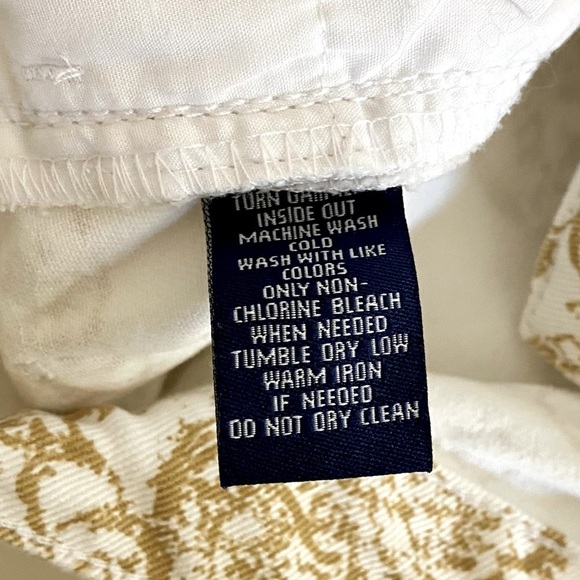 TURN GARMENT
INSIDE OUT
MACHINE WASH
COLD
WASH WITH LIKE
COLORS
ONLY NON-
CHLORINE BLEACH
WHEN NEEDED
TUMBLE DRY LOW
WARM IRON
IF NEEDED
DO NOT DRY CLEAN